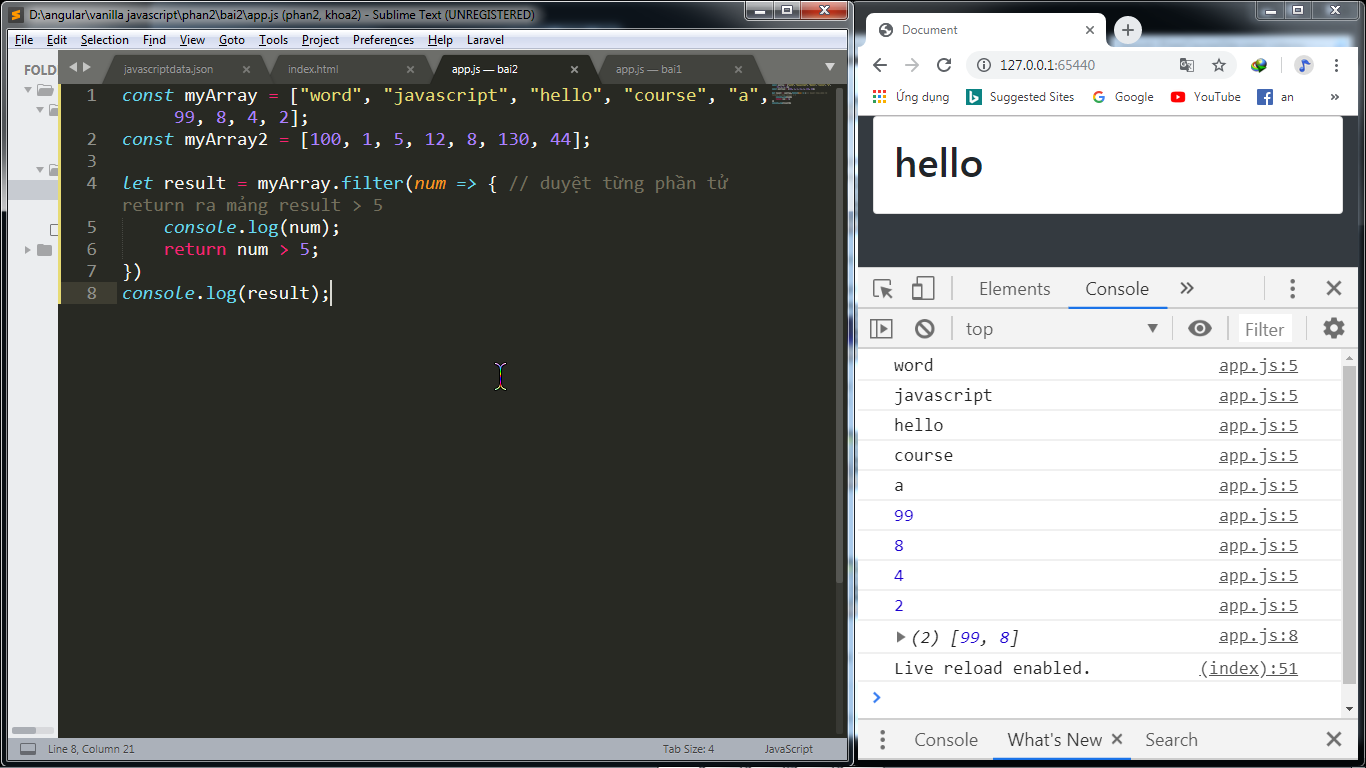 D:\angular\vanilla javascript\phan2\bai2\app.js (phan2, khoa2) - Sublime Text (UNREGISTERED)
File Edit Selection Find View Goto Tools Project Preferences Help Laravel
FOLD
javascriptdata.json
index.html
app.js — bai2
app.js — bai1
1 const myArray = ["word", "javascript", "hello", "course", "a",
99, 8, 4, 2];
2 const myArray2 = [100, 1, 5, 12, 8, 130, 44];
3
4 let result = myArray.filter(num => { // duyệt từng phần tử
return ra mảng result > 5
5 console.log(num);
6 return num > 5;
7 })
8 console.log(result);
Line 8, Column 21
Tab Size: 4
JavaScript
Document
127.0.0.1:65440
Ứng dụng
Suggested Sites
Google
YouTube
an
»
hello
Elements
Console
»
top
Filter
word app.js:5
javascript app.js:5
hello app.js:5
course app.js:5
a app.js:5
99 app.js:5
8 app.js:5
4 app.js:5
2 app.js:5
(2) [99, 8] app.js:8
Live reload enabled. (index):51
Console
What's New
Search